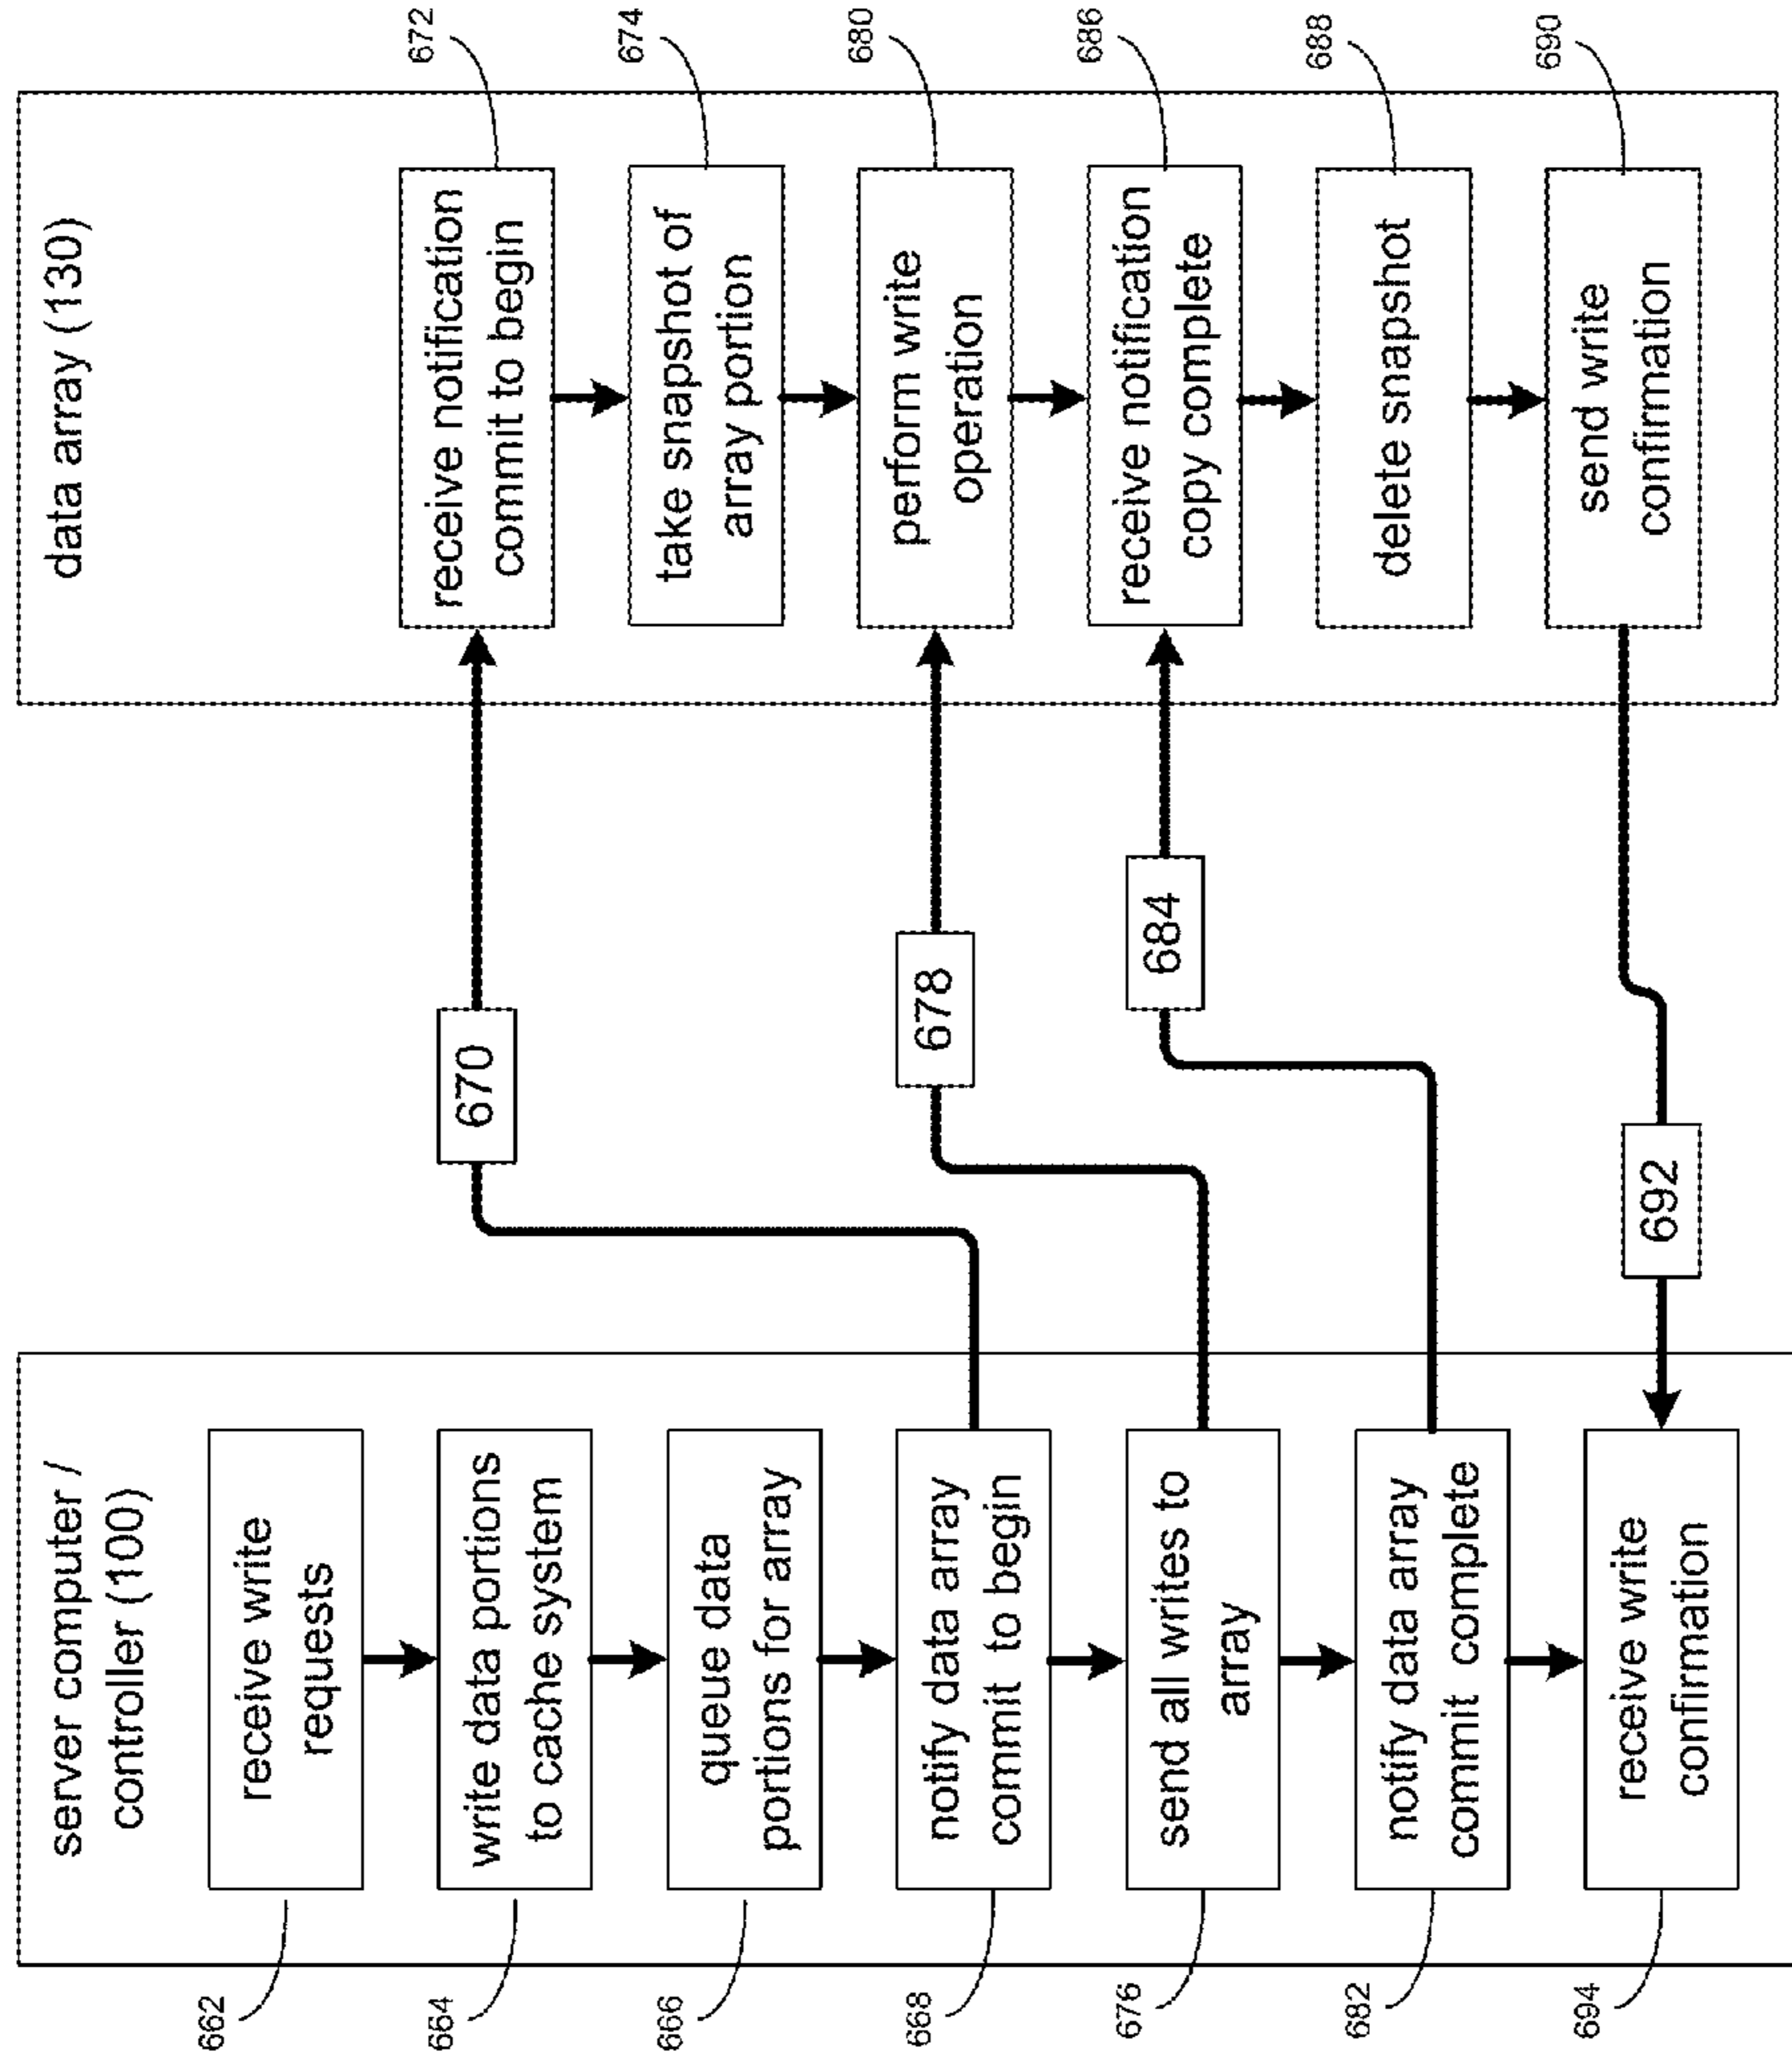 server computer /
controller (100)
662
receive write
requests
664
write data portions
to cache system
666
queue data
portions for array
668
notify data array
commit to begin
676
send all writes to
array
682
notify data array
commit complete
694
receive write
confirmation
670
678
684
692
data array (130)
receive notification
commit to begin
672
take snapshot of
array portion
674
perform write
operation
680
receive notification
copy complete
686
delete snapshot
688
send write
confirmation
690